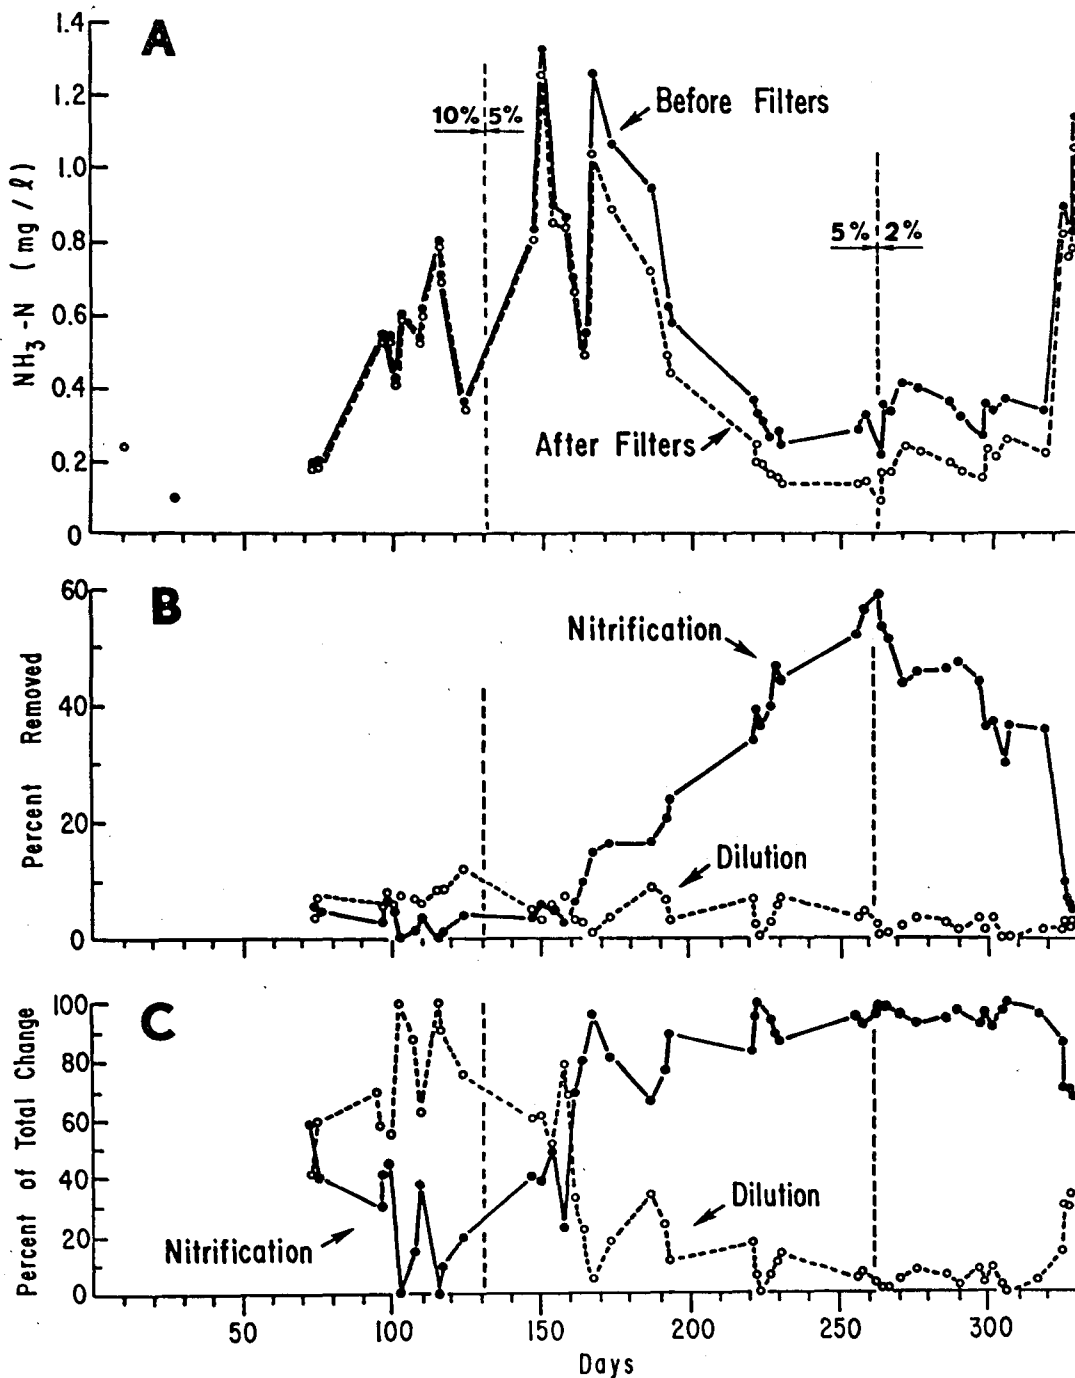 A
1.4
1.2
1.0
0.8
0.6
0.4
0.2
0
NH3-N (mg/ℓ)
10% 5%
Before Filters
5% 2%
After Filters
B
60
40
20
0
Percent Removed
Nitrification
Dilution
C
100
80
60
40
20
0
Percent of Total Change
Nitrification
Dilution
50 100 150 200 250 300
Days